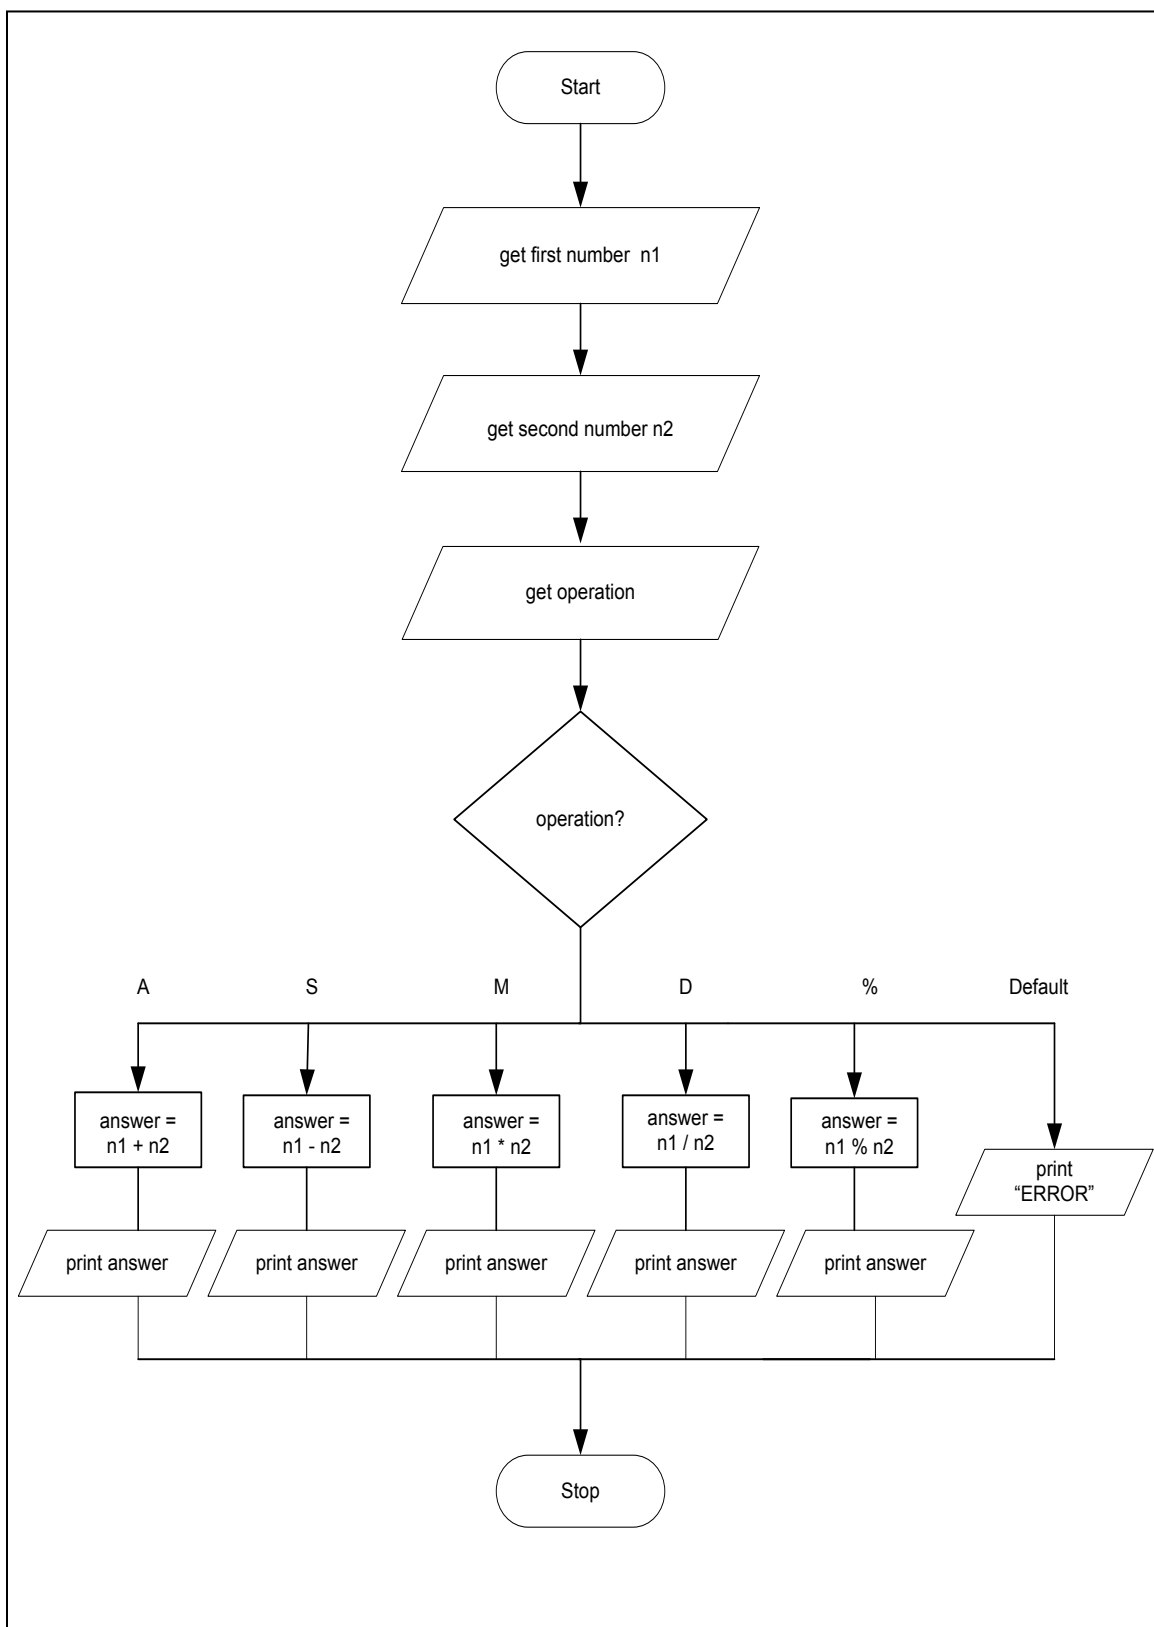 Start
get first number n1
get second number n2
get operation
operation?
A
S
M
D
%
Default
answer =
n1 + n2
answer =
n1 - n2
answer =
n1 * n2
answer =
n1 / n2
answer =
n1 % n2
print
“ERROR”
print answer
print answer
print answer
print answer
print answer
Stop